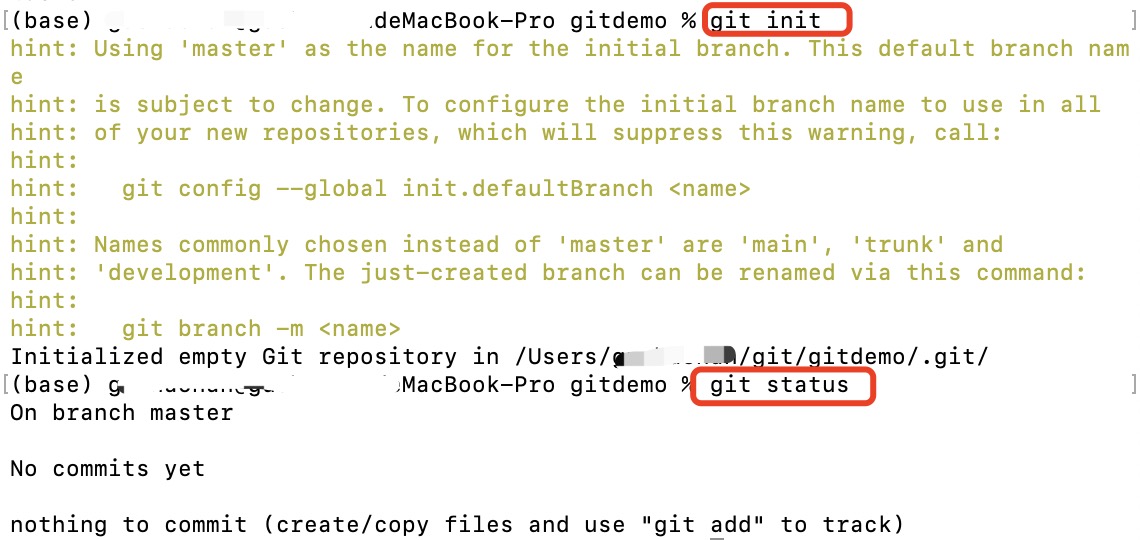 [(base) deMacBook-Pro gitdemo % git init ]
hint: Using 'master' as the name for the initial branch. This default branch nam
e
hint: is subject to change. To configure the initial branch name to use in all
hint: of your new repositories, which will suppress this warning, call:
hint:
hint:   git config --global init.defaultBranch <name>
hint:
hint: Names commonly chosen instead of 'master' are 'main', 'trunk' and
hint: 'development'. The just-created branch can be renamed via this command:
hint:
hint:   git branch -m <name>
Initialized empty Git repository in /Users/ /git/gitdemo/.git/
[(base) MacBook-Pro gitdemo % git status ]
On branch master
No commits yet
nothing to commit (create/copy files and use "git add" to track)